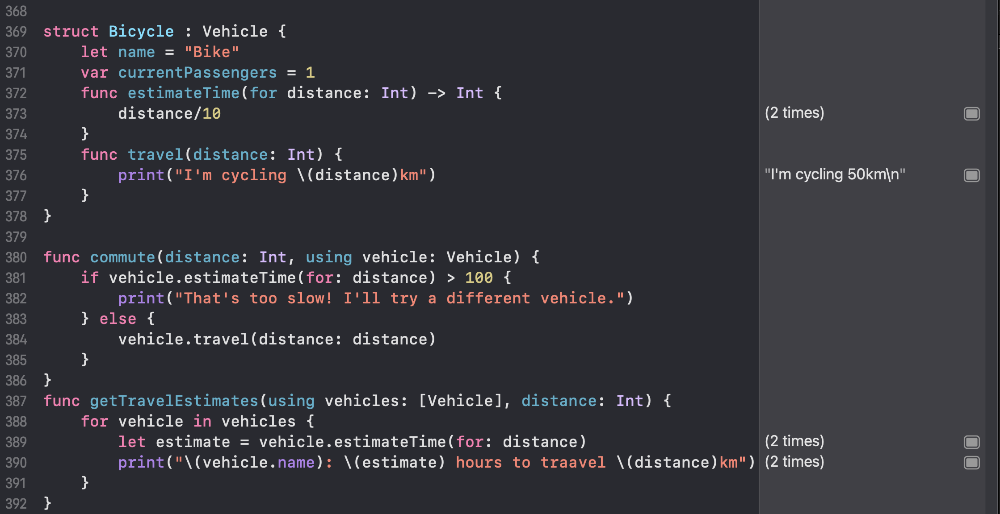 368
369 struct Bicycle : Vehicle {
370     let name = "Bike"
371     var currentPassengers = 1
372     func estimateTime(for distance: Int) -> Int {
373         distance/10 (2 times)
374     }
375     func travel(distance: Int) {
376         print("I'm cycling \(distance)km") "I'm cycling 50km\n"
377     }
378 }
379
380 func commute(distance: Int, using vehicle: Vehicle) {
381     if vehicle.estimateTime(for: distance) > 100 {
382         print("That's too slow! I'll try a different vehicle.")
383     } else {
384         vehicle.travel(distance: distance)
385     }
386 }
387 func getTravelEstimates(using vehicles: [Vehicle], distance: Int) {
388     for vehicle in vehicles {
389         let estimate = vehicle.estimateTime(for: distance) (2 times)
390         print("\(vehicle.name): \(estimate) hours to traavel \(distance)km") (2 times)
391     }
392 }